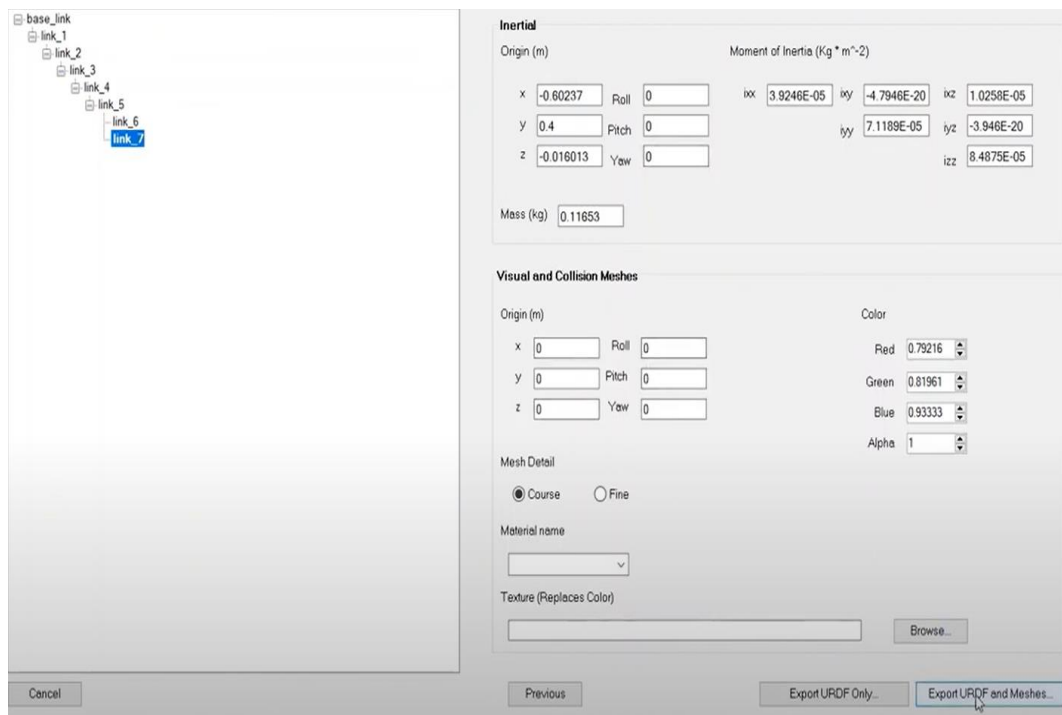 base_link
link_1
link_2
link_3
link_4
link_5
link_6
link_7
Inertial
Origin (m)
Moment of Inertia (Kg * m^-2)
x -0.60237 Roll 0 ixx 3.9246E-05 ixy -4.7946E-20 ixz 1.0258E-05
y 0.4 Pitch 0 iyy 7.1189E-05 iyz -3.946E-20
z -0.016013 Yaw 0 izz 8.4875E-05
Mass (kg) 0.11653
Visual and Collision Meshes
Origin (m)
Color
x 0 Roll 0 Red 0.79216
y 0 Pitch 0 Green 0.81961
z 0 Yaw 0 Blue 0.93333
Alpha 1
Mesh Detail
Course Fine
Material name
Texture (Replaces Color)
Browse...
Cancel Previous Export URDF Only... Export URDF and Meshes...